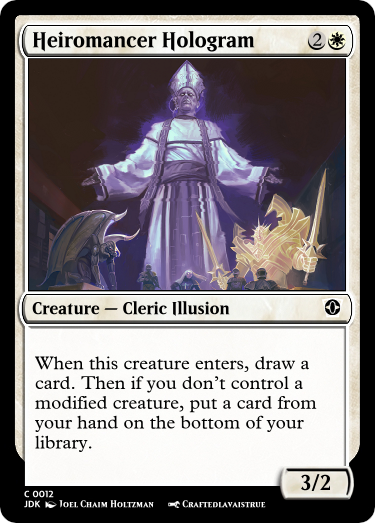 Heiromancer Hologram 2
Creature — Cleric Illusion
When this creature enters, draw a
card. Then if you don't control a
modified creature, put a card from
your hand on the bottom of your
library.
3/2
C 0012
JDK Joel Chaim Holtzman Craftedlavaistrue